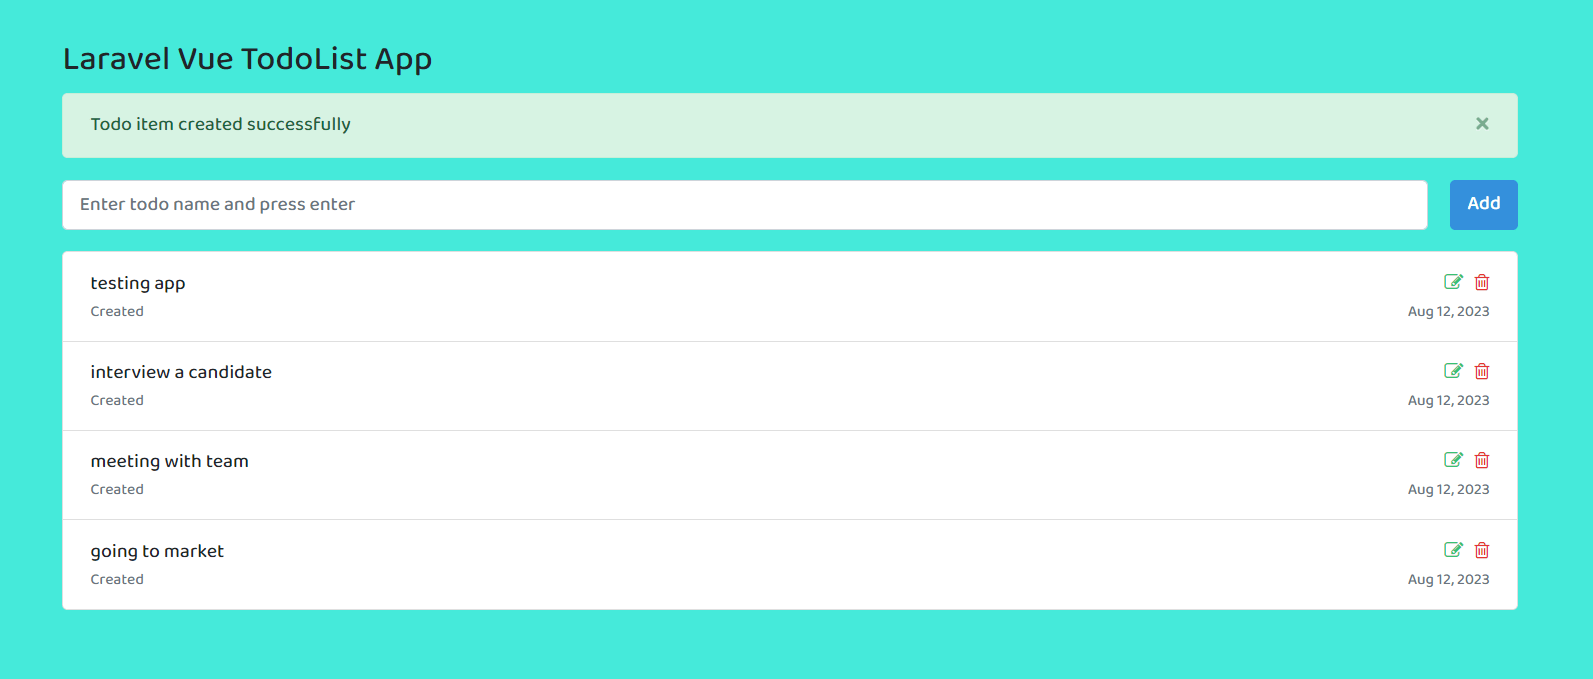 Laravel Vue TodoList App
Todo item created successfully
×
Enter todo name and press enter
Add
testing app
Created
Aug 12, 2023
interview a candidate
Created
Aug 12, 2023
meeting with team
Created
Aug 12, 2023
going to market
Created
Aug 12, 2023